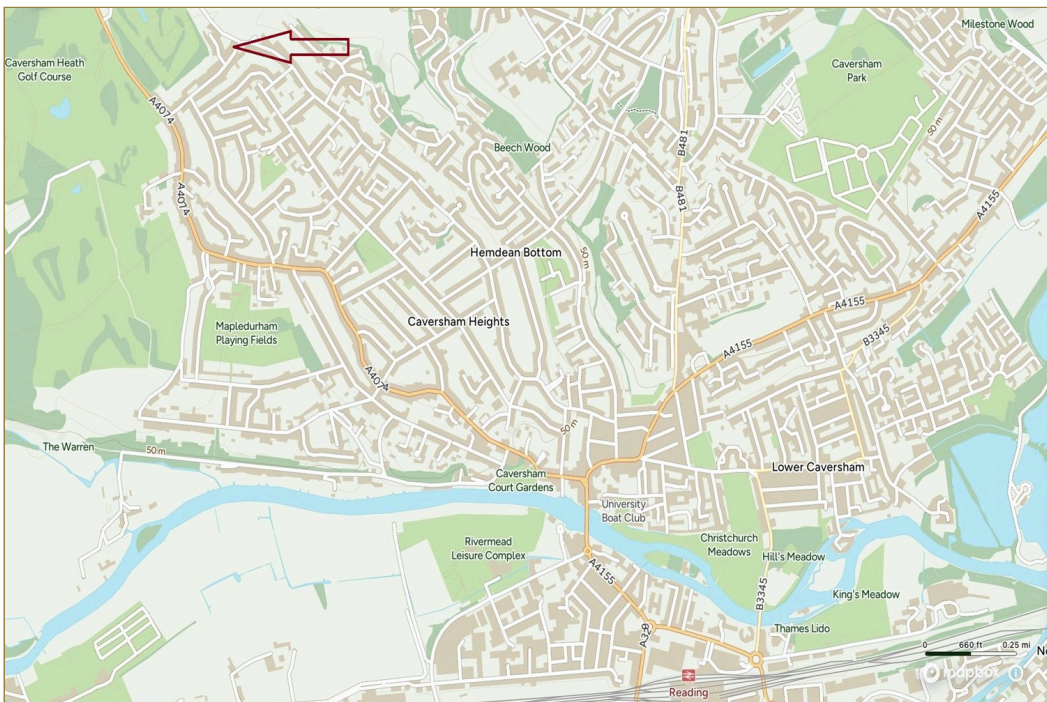 Milestone Wood
Caversham Heath
Golf Course
Caversham
Park
A4074
50 m
B481
Beech Wood
A4074
B481
A4155
Hemdean Bottom
50 m
A4155
Caversham Heights
Mapledurham
Playing Fields
B3345
A4155
A4074
50 m
The Warren
50 m
Lower Caversham
Caversham
Court Gardens
University
Boat Club
Rivermead
Leisure Complex
Christchurch
Meadows
Hill's Meadow
A4155
B3345
King's Meadow
A329
Thames Lido
0 660 ft 0.25 mi
mapbox
Reading